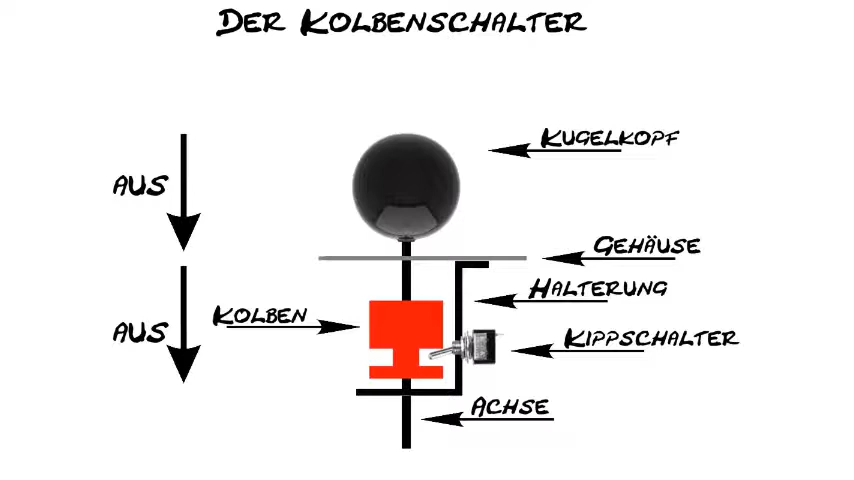 Der Kolbenschalter
Kugelkopf
aus
Gehäuse
Halterung
Kolben
aus
Kippschalter
Achse